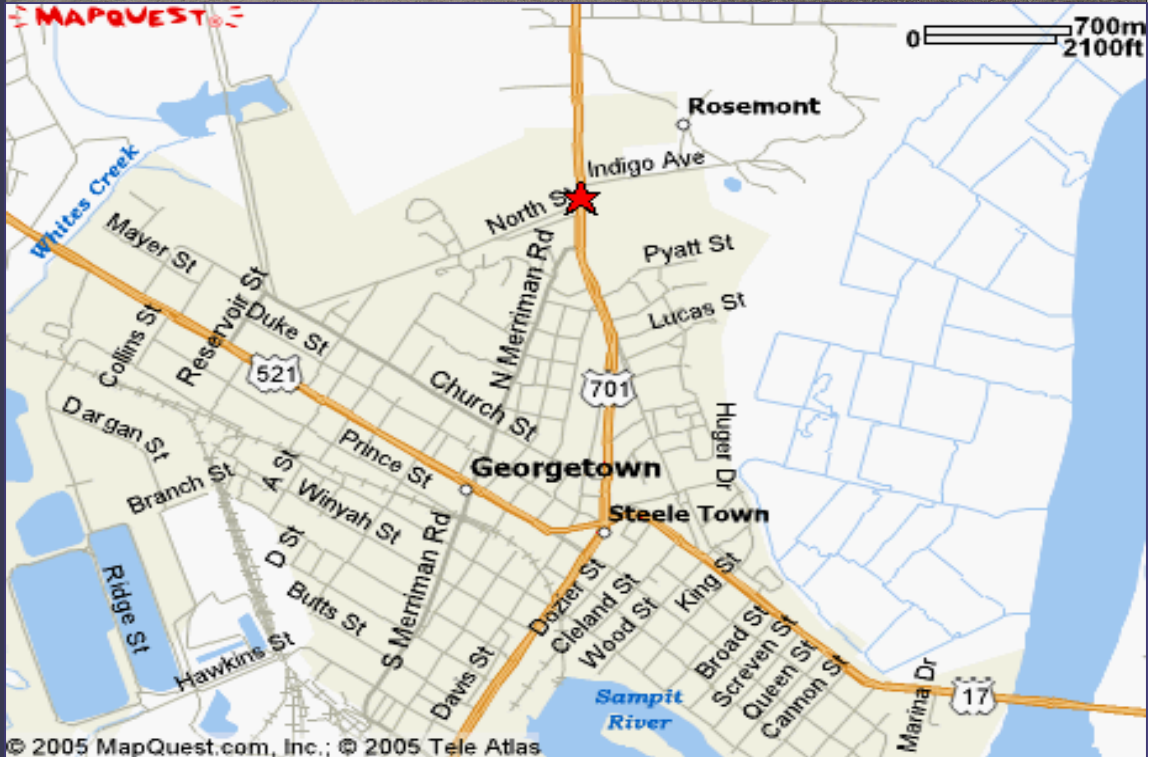 MAPQUEST
0 700m
2100ft
Rosemont
Indigo Ave
North St
Whites Creek
Mayer St
Pyatt St
N Merriman Rd
Reservoir St
Duke St
Lucas St
Collins St
521
701
Church St
Huger Dr
Dargan St
Prince St
Georgetown
A St
Branch St
Winyah St
Steele Town
D St
S Merriman Rd
King St
Dozier St
Cleland St
Wood St
Ridge St
Butts St
Broad St
Screven St
Queen St
Cannon St
Hawkins St
Davis St
Sampit
River
Marina Dr
17
© 2005 MapQuest.com, Inc.; © 2005 Tele Atlas